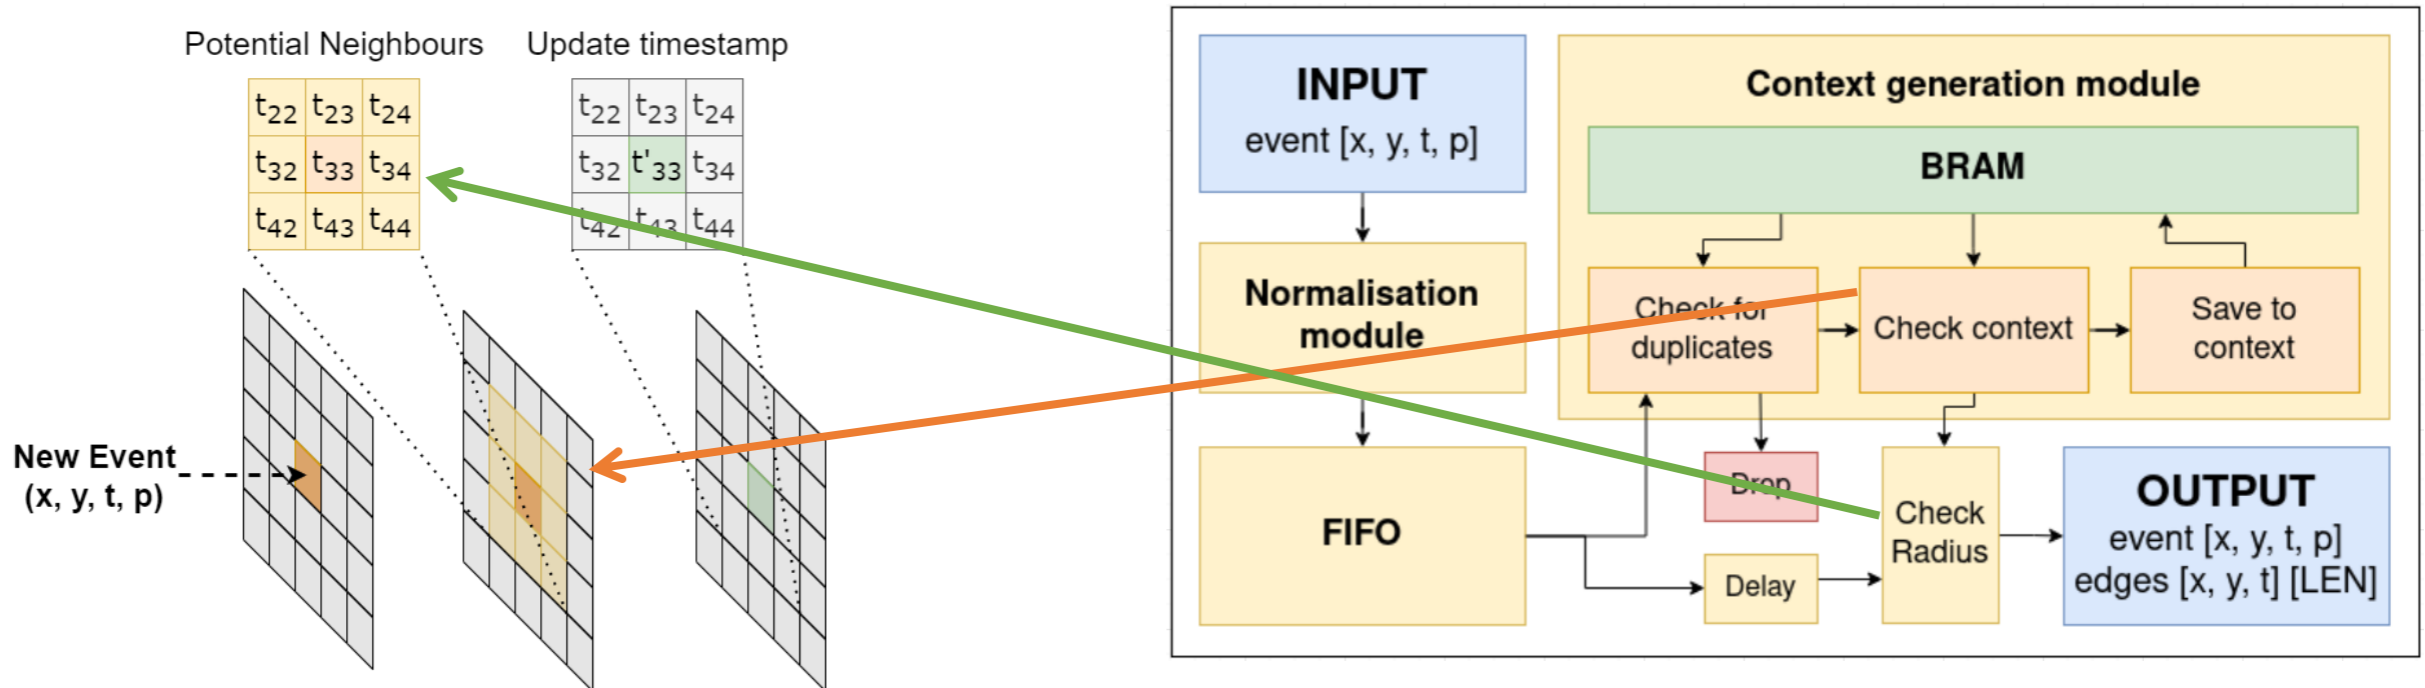 Potential Neighbours
t22 t23 t24
t32 t33 t34
t42 t43 t44
Update timestamp
t22 t23 t24
t32 t'33 t34
t42 t43 t44
New Event
(x, y, t, p)
INPUT
event [x, y, t, p]
Normalisation
module
FIFO
Context generation module
BRAM
Check for
duplicates
Check context
Save to
context
Drop
Delay
Check
Radius
OUTPUT
event [x, y, t, p]
edges [x, y, t] [LEN]